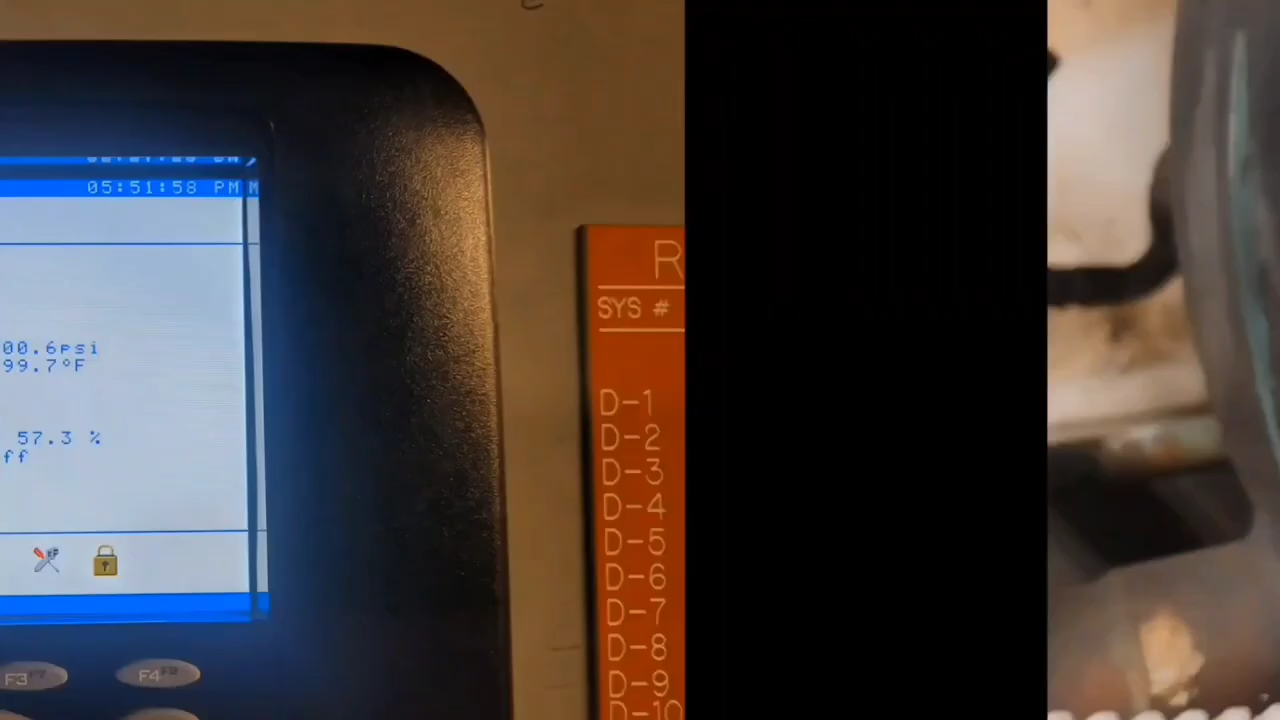 05:51:58 PM
00.6psi
99.7°F
57.3 %
ff
F3
F4
R
SYS #
D-1
D-2
D-3
D-4
D-5
D-6
D-7
D-8
D-9
D-10